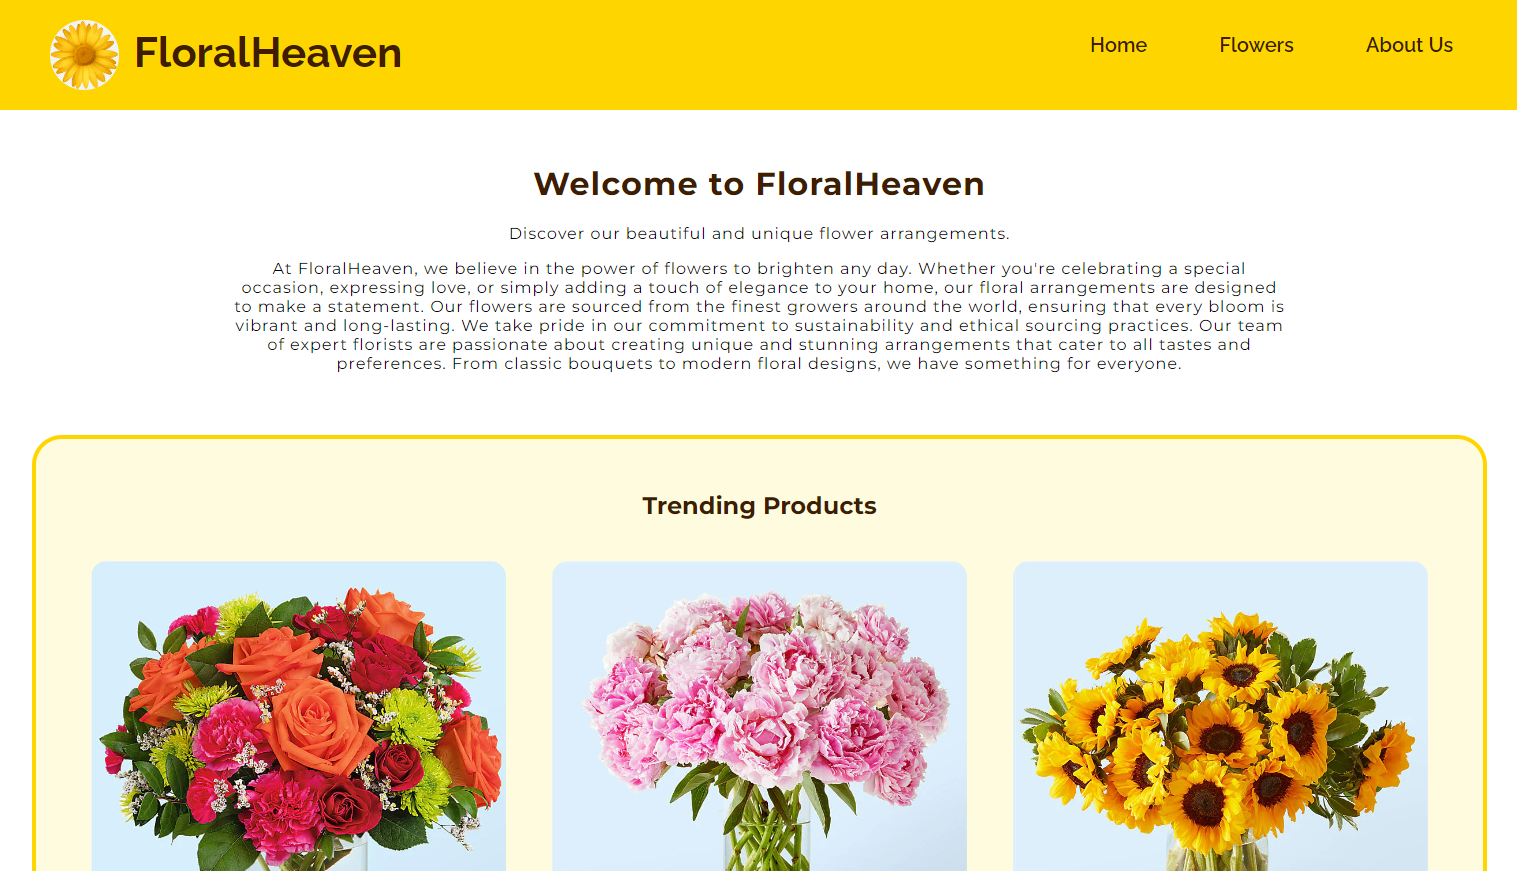 FloralHeaven
Home
Flowers
About Us
Welcome to FloralHeaven
Discover our beautiful and unique flower arrangements.
At FloralHeaven, we believe in the power of flowers to brighten any day. Whether you're celebrating a special
occasion, expressing love, or simply adding a touch of elegance to your home, our floral arrangements are designed
to make a statement. Our flowers are sourced from the finest growers around the world, ensuring that every bloom is
vibrant and long-lasting. We take pride in our commitment to sustainability and ethical sourcing practices. Our team
of expert florists are passionate about creating unique and stunning arrangements that cater to all tastes and
preferences. From classic bouquets to modern floral designs, we have something for everyone.
Trending Products